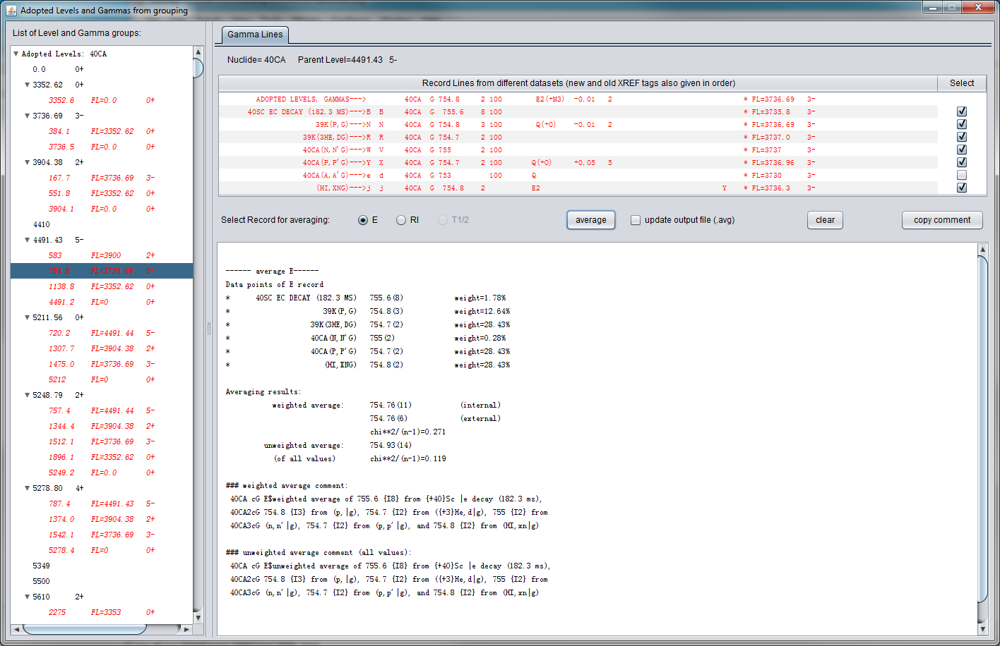 Adopted Levels and Gammas from grouping
List of Level and Gamma groups:
Adopted Levels: 40CA
0.0 0+
3352.62 0+
3352.6 FL=0.0 0+
3736.69 3-
384.1 FL=3352.62 0+
3736.5 FL=0.0 0+
3904.38 2+
167.7 FL=3736.69 3-
551.8 FL=3352.62 0+
3904.1 FL=0.0 0+
4410
4491.43 5-
583 FL=3900 2+
754.8 FL=3736.69 3-
1138.8 FL=3352.62 0+
4491.2 FL=0 0+
5211.56 0+
720.2 FL=4491.44 5-
1307.7 FL=3904.38 2+
1475.0 FL=3736.69 3-
5212 FL=0 0+
5248.79 2+
757.4 FL=4491.44 5-
1344.4 FL=3904.38 2+
1512.1 FL=3736.69 3-
1896.1 FL=3352.62 0+
5249.2 FL=0.0 0+
5278.80 4+
787.4 FL=4491.43 5-
1374.0 FL=3904.38 2+
1542.1 FL=3736.69 3-
5278.4 FL=0 0+
5349
5500
5610 2+
2275 FL=3353 0+
Gamma Lines
Nuclide= 40CA Parent Level=4491.43 5-
Record Lines from different datasets (new and old XREF tags also given in order) Select
ADOPTED LEVELS, GAMMAS---> 40CA G 754.8 2 100 E2(+M3) -0.01 2 * FL=3736.69 3-
40SC EC DECAY (182.3 MS)--->B B 40CA G 755.6 8 100 * FL=3735.8 3-
39K(P,G)--->N N 40CA G 754.8 3 100 Q(+O) -0.01 2 * FL=3736.69 3-
39K(3HE,DG)--->R R 40CA G 754.7 2 100 * FL=3737.0 3-
40CA(N,N'G)--->W V 40CA G 755 2 100 * FL=3737 3-
40CA(P,P'G)--->Y X 40CA G 754.7 2 100 Q(+O) +0.05 5 * FL=3736.96 3-
40CA(A,A'G)--->e d 40CA G 753 100 Q * FL=3730 3-
(HI,XNG)--->j j 40CA G 754.8 2 E2 Y * FL=3736.3 3-
Select Record for averaging: E RI T1/2 average update output file (.avg) clear copy comment
------ average E------
Data points of E record
* 40SC EC DECAY (182.3 MS) 755.6(8) weight=1.78%
* 39K(P,G) 754.8(3) weight=12.64%
* 39K(3HE,DG) 754.7(2) weight=28.43%
* 40CA(N,N'G) 755(2) weight=0.28%
* 40CA(P,P'G) 754.7(2) weight=28.43%
* (HI,XNG) 754.8(2) weight=28.43%
Averaging results:
weighted average: 754.76(11) (internal)
754.76(6) (external)
chi**2/(n-1)=0.271
unweighted average: 754.93(14)
(of all values) chi**2/(n-1)=0.119
### weighted average comment:
40CA cG E$weighted average of 755.6 {I8} from {+40}Sc |e decay (182.3 ms),
40CA2cG 754.8 {I3} from (p,|g), 754.7 {I2} from ({+3}He,d|g), 755 {I2} from
40CA3cG (n,n'|g), 754.7 {I2} from (p,p'|g), and 754.8 {I2} from (HI,xn|g)
### unweighted average comment (all values):
40CA cG E$unweighted average of 755.6 {I8} from {+40}Sc |e decay (182.3 ms),
40CA2cG 754.8 {I3} from (p,|g), 754.7 {I2} from ({+3}He,d|g), 755 {I2} from
40CA3cG (n,n'|g), 754.7 {I2} from (p,p'|g), and 754.8 {I2} from (HI,xn|g)